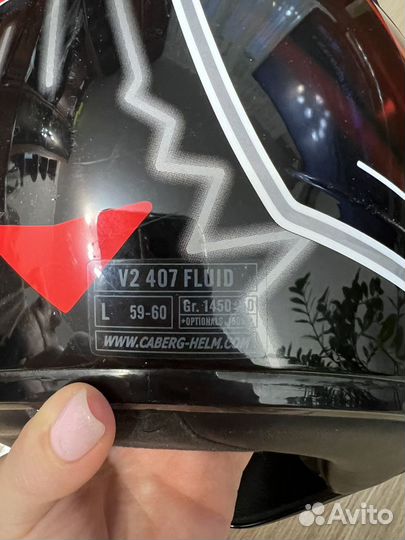 V2 407 FLUID
L 59-60 Gr. 1450
+OPTIONALS
WWW.CABERG-HELM.COM
Avito